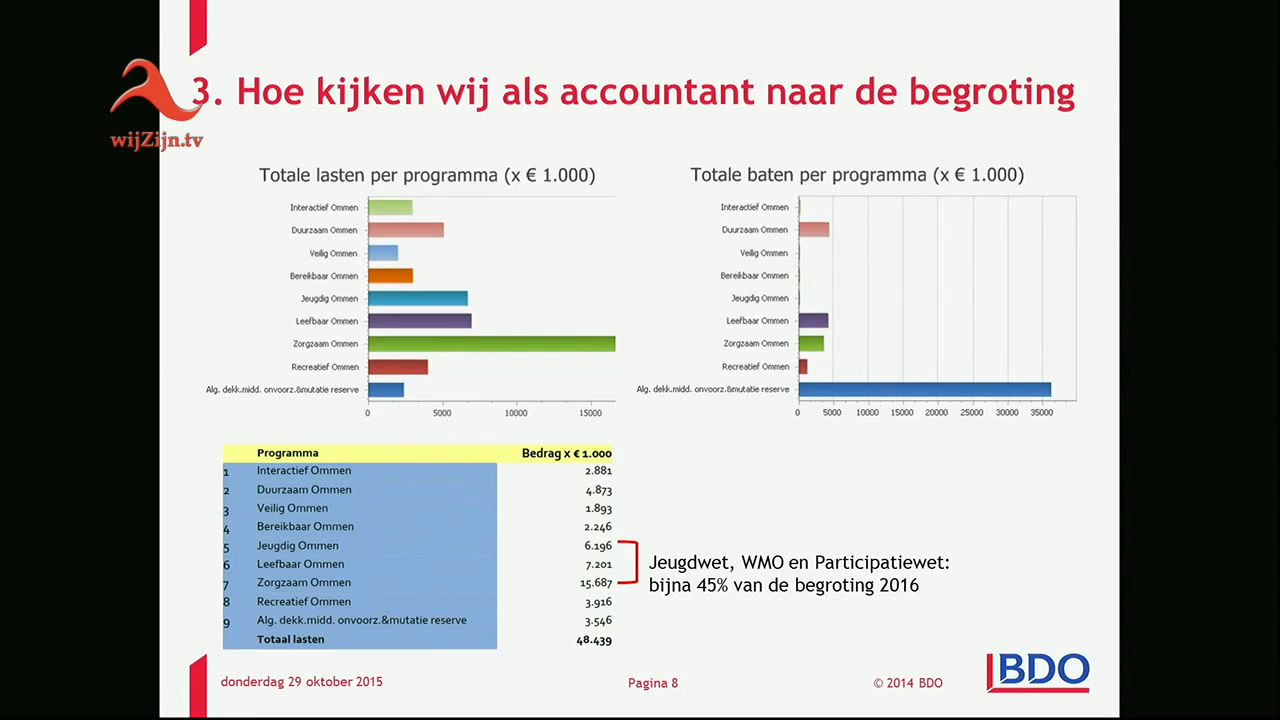 3. Hoe kijken wij als accountant naar de begroting
wijZijn.tv
Totale lasten per programma (x € 1.000)
Interactief Ommen
Duurzaam Ommen
Veilig Ommen
Bereikbaar Ommen
Jeugdig Ommen
Leefbaar Ommen
Zorgzaam Ommen
Recreatief Ommen
Alg. dekk.midd. onvoorz.&mutatie reserve
0 5000 10000 15000
Totale baten per programma (x € 1.000)
Interactief Ommen
Duurzaam Ommen
Veilig Ommen
Bereikbaar Ommen
Jeugdig Ommen
Leefbaar Ommen
Zorgzaam Ommen
Recreatief Ommen
Alg. dekk.midd. onvoorz.&mutatie reserve
0 5000 10000 15000 20000 25000 30000 35000
Programma Bedrag x € 1.000
1 Interactief Ommen 2.881
2 Duurzaam Ommen 4.873
3 Veilig Ommen 1.893
4 Bereikbaar Ommen 2.246
5 Jeugdig Ommen 6.196
6 Leefbaar Ommen 7.201
7 Zorgzaam Ommen 15.687
8 Recreatief Ommen 3.916
9 Alg. dekk.midd. onvoorz.&mutatie reserve 3.546
Totaal lasten 48.439
Jeugdwet, WMO en Participatiewet:
bijna 45% van de begroting 2016
donderdag 29 oktober 2015 Pagina 8 © 2014 BDO
BDO